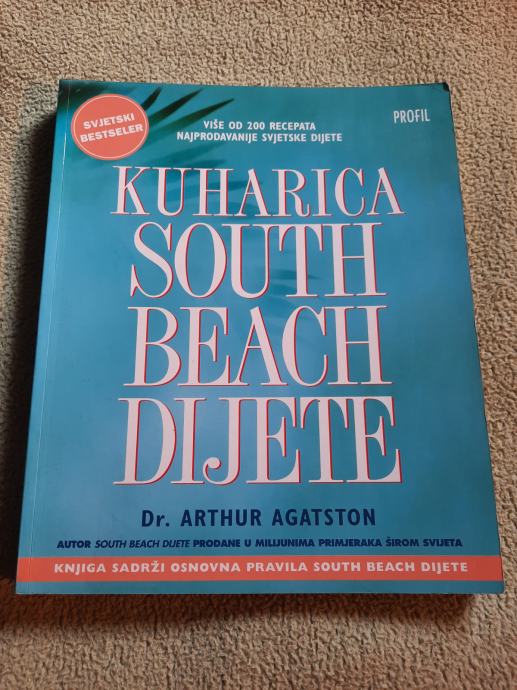 SVJETSKI
BESTSELER
VIŠE OD 200 RECEPATA
NAJPRODAVANIJE SVJETSKE DIJETE
PROFIL
KUHARICA
SOUTH
BEACH
DIJETE
Dr. ARTHUR AGATSTON
AUTOR SOUTH BEACH DIJETE PRODANE U MILIJUNIMA PRIMJERAKA ŠIROM SVIJETA
KNJIGA SADRŽI OSNOVNA PRAVILA SOUTH BEACH DIJETE